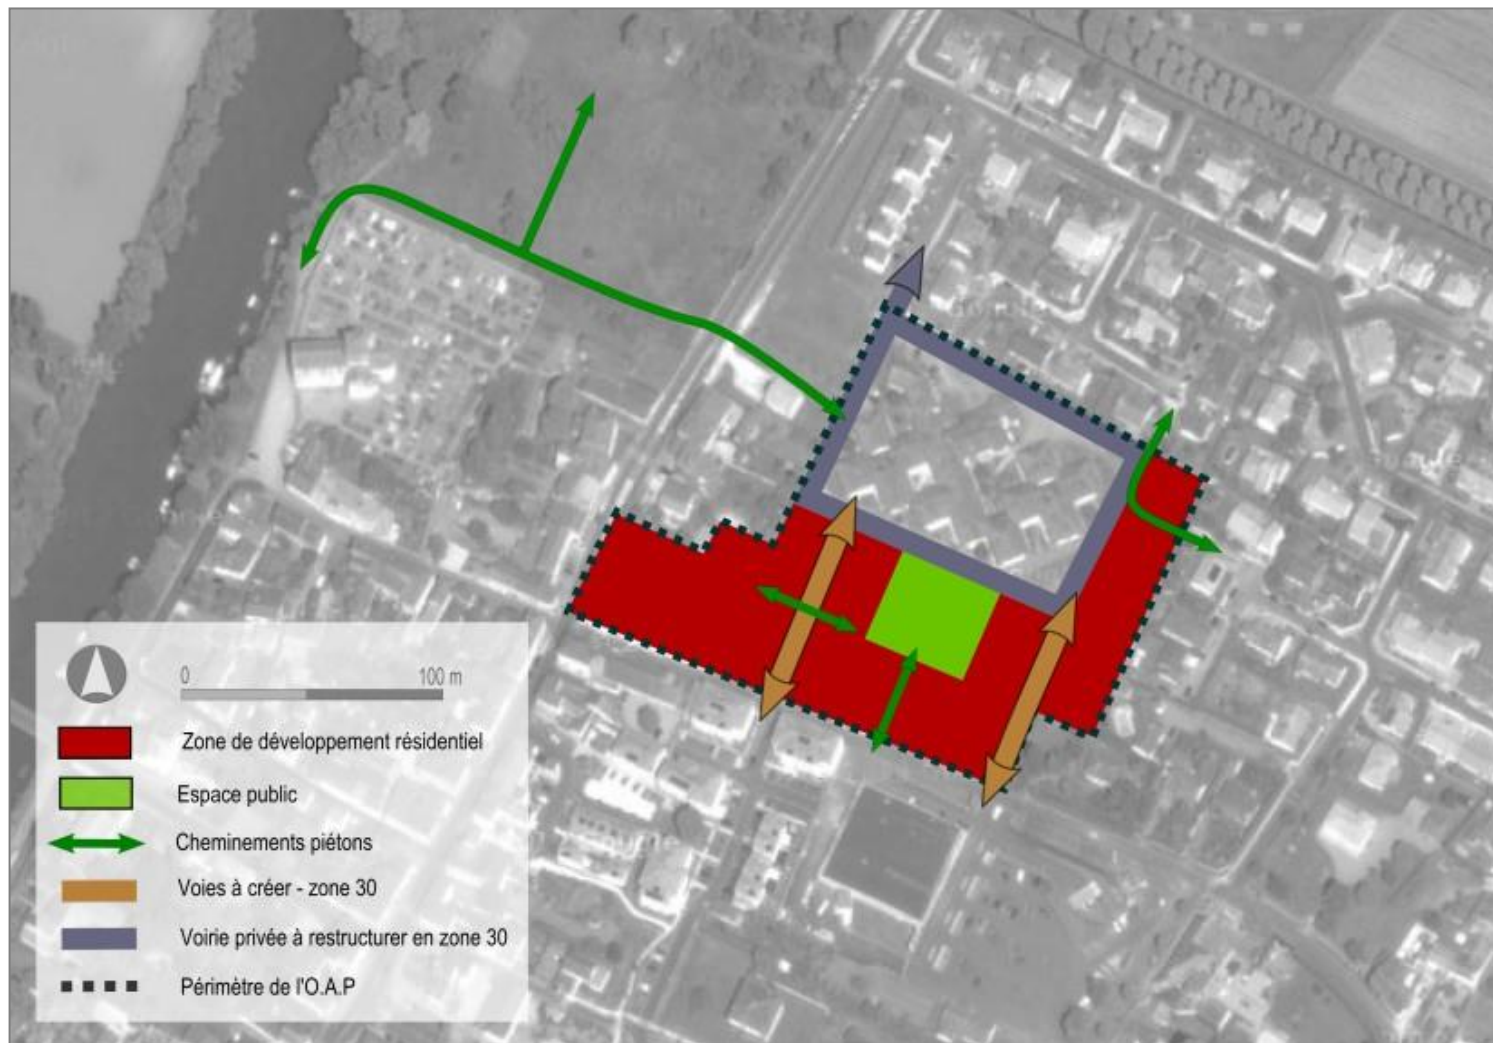 0 100 m
Zone de développement résidentiel
Espace public
Cheminements piétons
Voies à créer - zone 30
Voirie privée à restructurer en zone 30
Périmètre de l'O.A.P